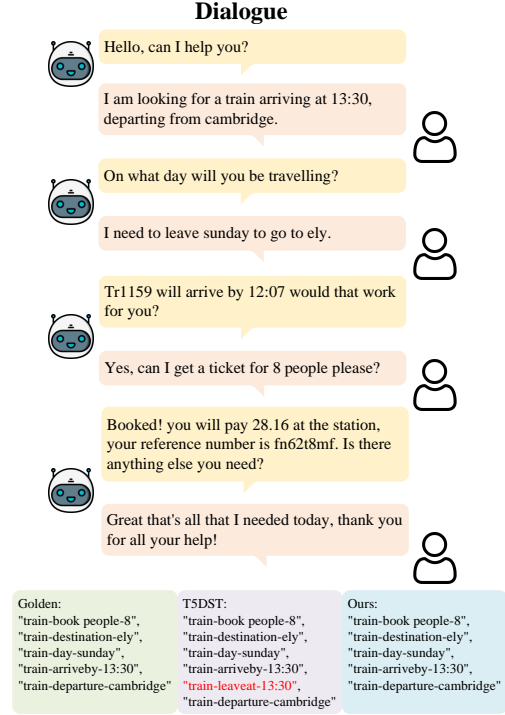 Dialogue
Hello, can I help you?
I am looking for a train arriving at 13:30,
departing from cambridge.
On what day will you be travelling?
I need to leave sunday to go to ely.
Tr1159 will arrive by 12:07 would that work
for you?
Yes, can I get a ticket for 8 people please?
Booked! you will pay 28.16 at the station,
your reference number is fn62t8mf. Is there
anything else you need?
Great that's all that I needed today, thank you
for all your help!
Golden:
"train-book people-8",
"train-destination-ely",
"train-day-sunday",
"train-arriveby-13:30",
"train-departure-cambridge"
T5DST:
"train-book people-8",
"train-destination-ely",
"train-day-sunday",
"train-arriveby-13:30",
"train-leaveat-13:30",
"train-departure-cambridge"
Ours:
"train-book people-8",
"train-destination-ely",
"train-day-sunday",
"train-arriveby-13:30",
"train-departure-cambridge"